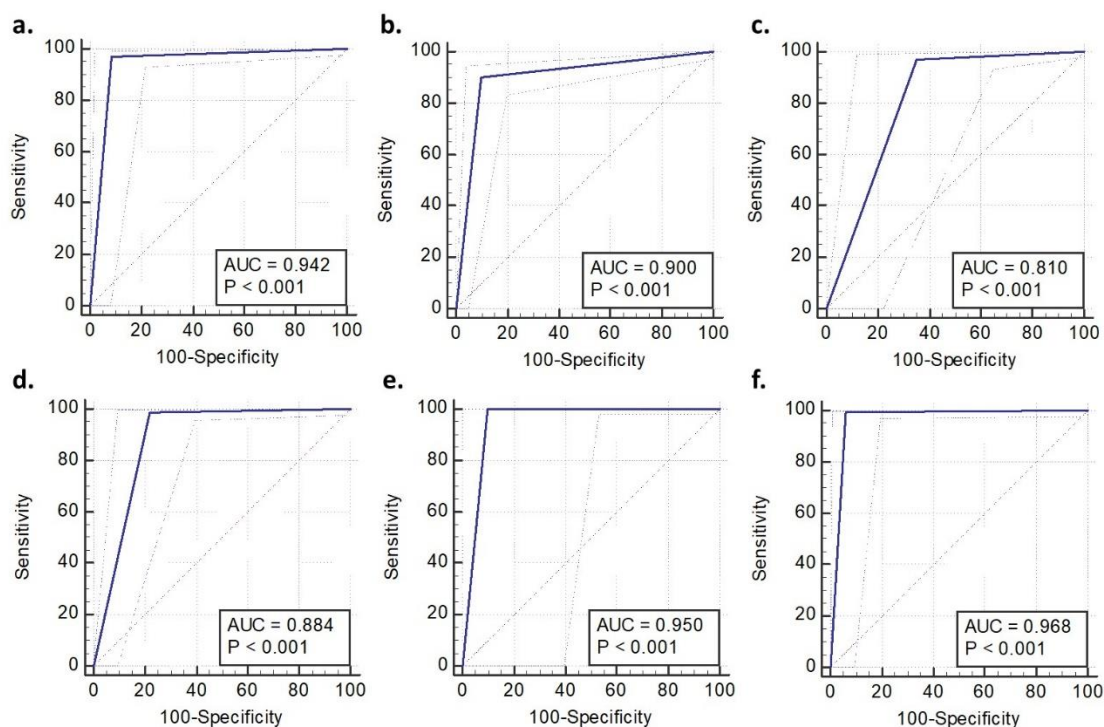 a.
100
80
60
40
20
0
Sensitivity
AUC = 0.942
P < 0.001
0 20 40 60 80 100
100-Specificity
b.
100
80
60
40
20
0
Sensitivity
AUC = 0.900
P < 0.001
0 20 40 60 80 100
100-Specificity
c.
100
80
60
40
20
0
Sensitivity
AUC = 0.810
P < 0.001
0 20 40 60 80 100
100-Specificity
d.
100
80
60
40
20
0
Sensitivity
AUC = 0.884
P < 0.001
0 20 40 60 80 100
100-Specificity
e.
100
80
60
40
20
0
Sensitivity
AUC = 0.950
P < 0.001
0 20 40 60 80 100
100-Specificity
f.
100
80
60
40
20
0
Sensitivity
AUC = 0.968
P < 0.001
0 20 40 60 80 100
100-Specificity